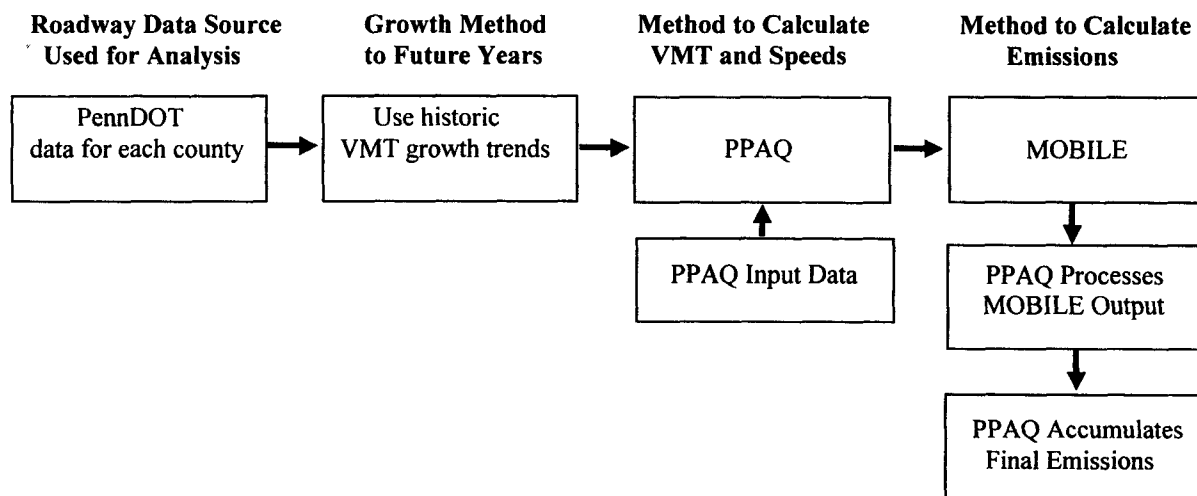 Roadway Data Source
Used for Analysis
Growth Method
to Future Years
Method to Calculate
VMT and Speeds
Method to Calculate
Emissions
PennDOT
data for each county
Use historic
VMT growth trends
PPAQ
MOBILE
PPAQ Input Data
PPAQ Processes
MOBILE Output
PPAQ Accumulates
Final Emissions